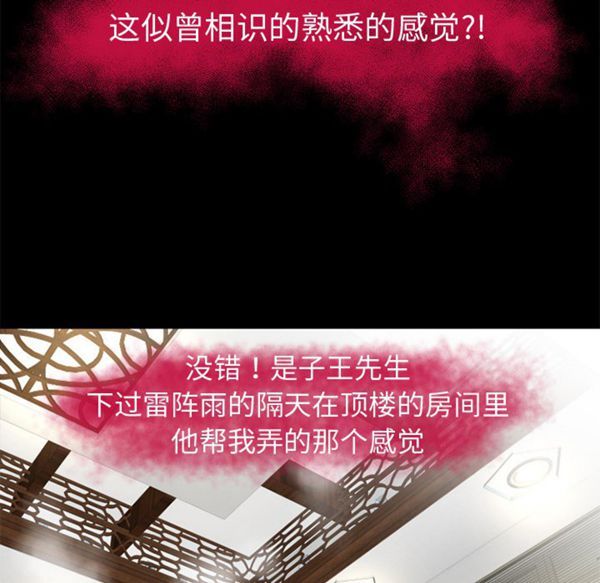 这似曾相识的熟悉的感觉?!
没错！是子王先生
下过雷阵雨的隔天在顶楼的房间里
他帮我弄的那个感觉